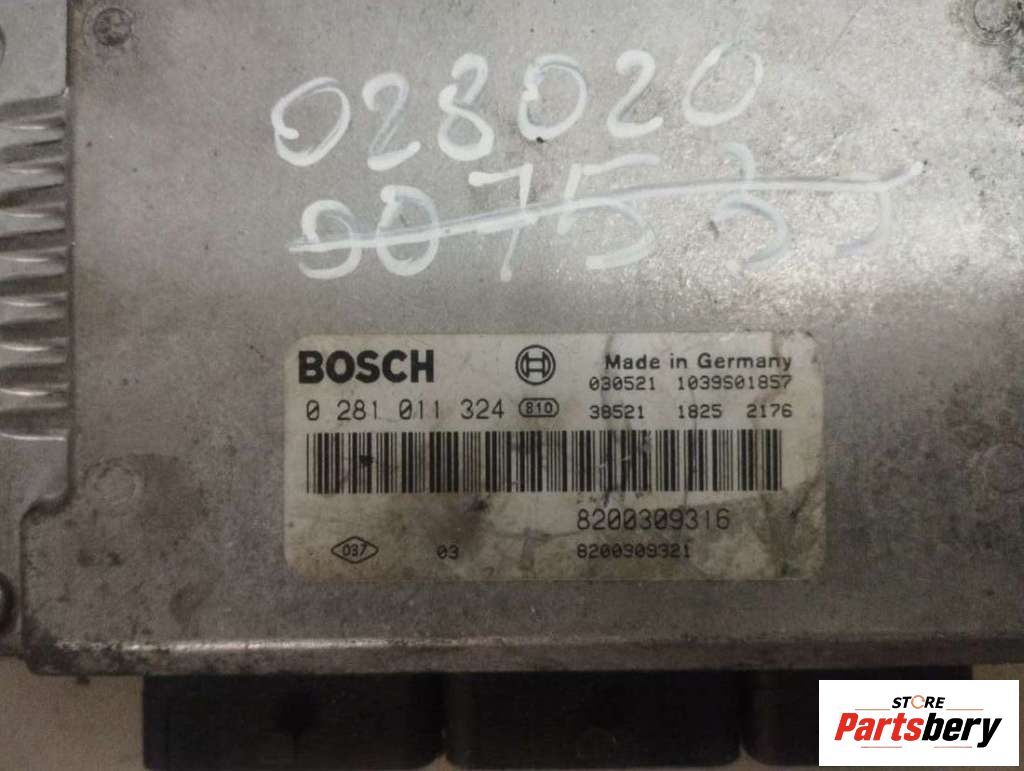 028020
00753
BOSCH
Made in Germany
030521 1039S01857
0 281 011 324 810 38521 1825 2176
8200309316
037 03 8200309321
STORE
Partsbery